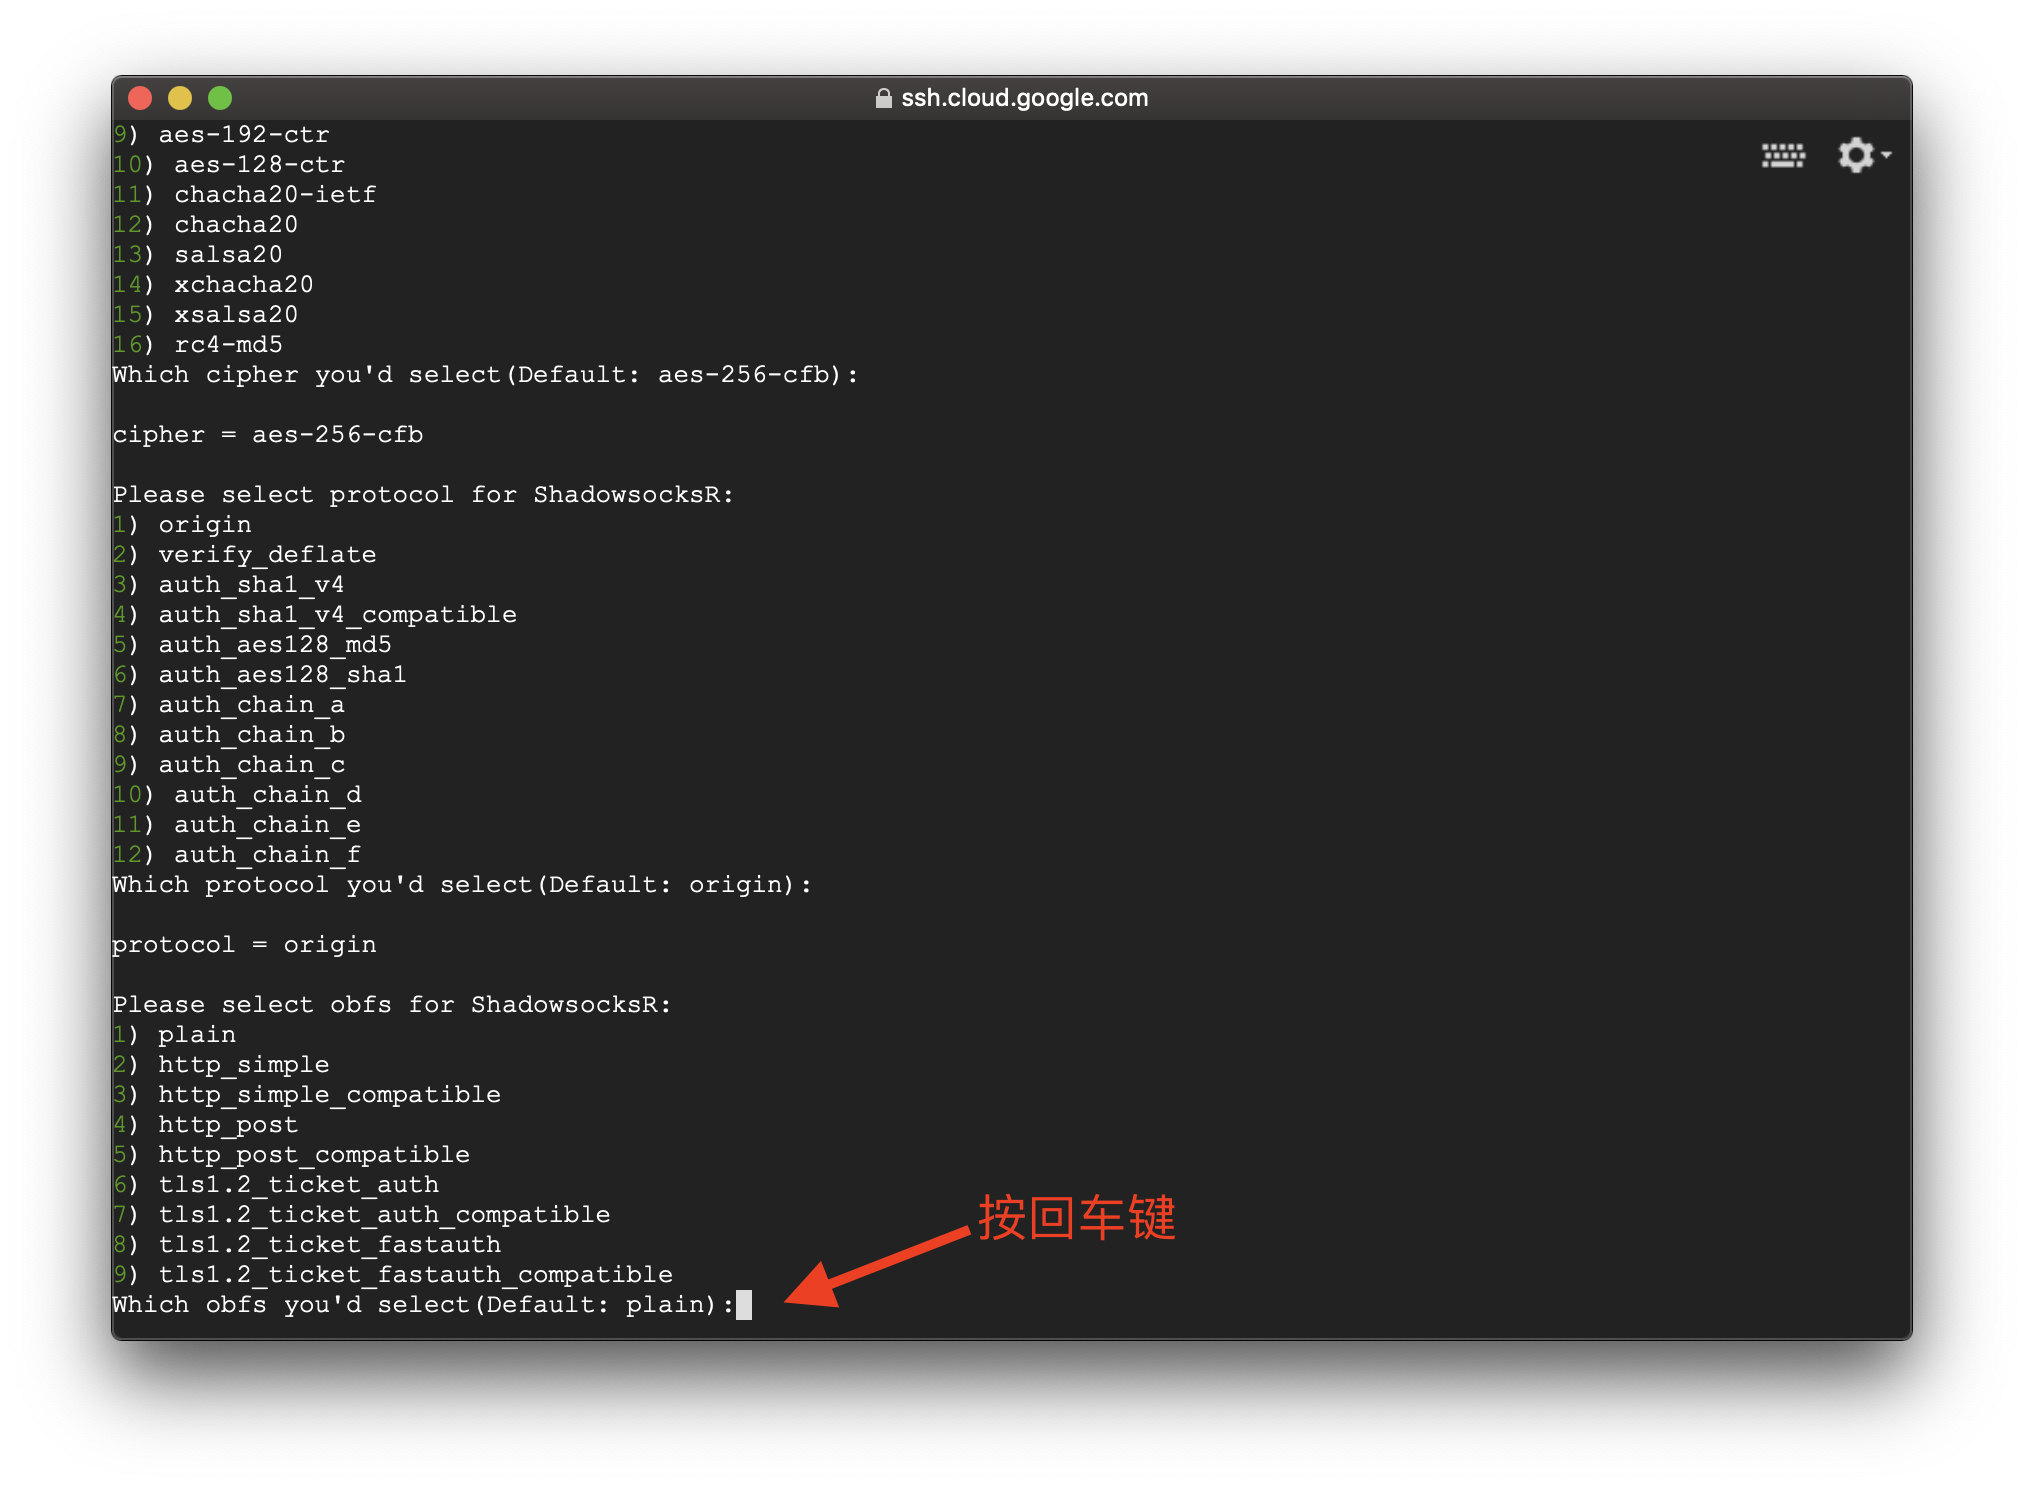 ssh.cloud.google.com
9) aes-192-ctr
10) aes-128-ctr
11) chacha20-ietf
12) chacha20
13) salsa20
14) xchacha20
15) xsalsa20
16) rc4-md5
Which cipher you'd select(Default: aes-256-cfb):
cipher = aes-256-cfb
Please select protocol for ShadowsocksR:
1) origin
2) verify_deflate
3) auth_sha1_v4
4) auth_sha1_v4_compatible
5) auth_aes128_md5
6) auth_aes128_sha1
7) auth_chain_a
8) auth_chain_b
9) auth_chain_c
10) auth_chain_d
11) auth_chain_e
12) auth_chain_f
Which protocol you'd select(Default: origin):
protocol = origin
Please select obfs for ShadowsocksR:
1) plain
2) http_simple
3) http_simple_compatible
4) http_post
5) http_post_compatible
6) tls1.2_ticket_auth
7) tls1.2_ticket_auth_compatible
8) tls1.2_ticket_fastauth
9) tls1.2_ticket_fastauth_compatible
Which obfs you'd select(Default: plain):
按回车键